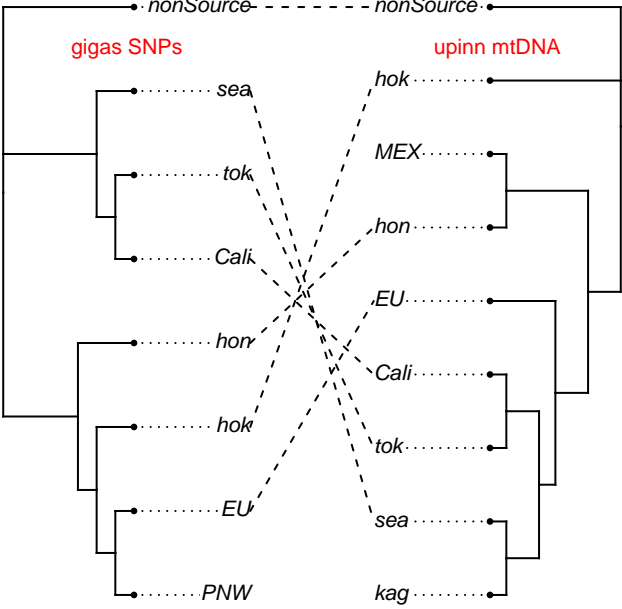 nonSource
nonSource
gigas SNPs
upinn mtDNA
sea
tok
Cali
hon
hok
EU
PNW
hok
MEX
hon
EU
Cali
tok
sea
kag